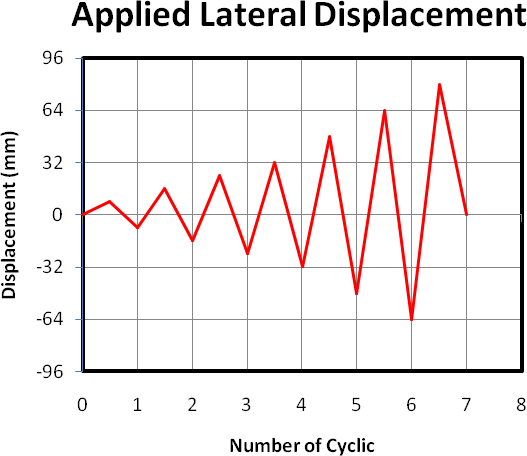 Applied Lateral Displacement
96
64
32
0
-32
-64
-96
Displacement (mm)
0 1 2 3 4 5 6 7 8
Number of Cyclic